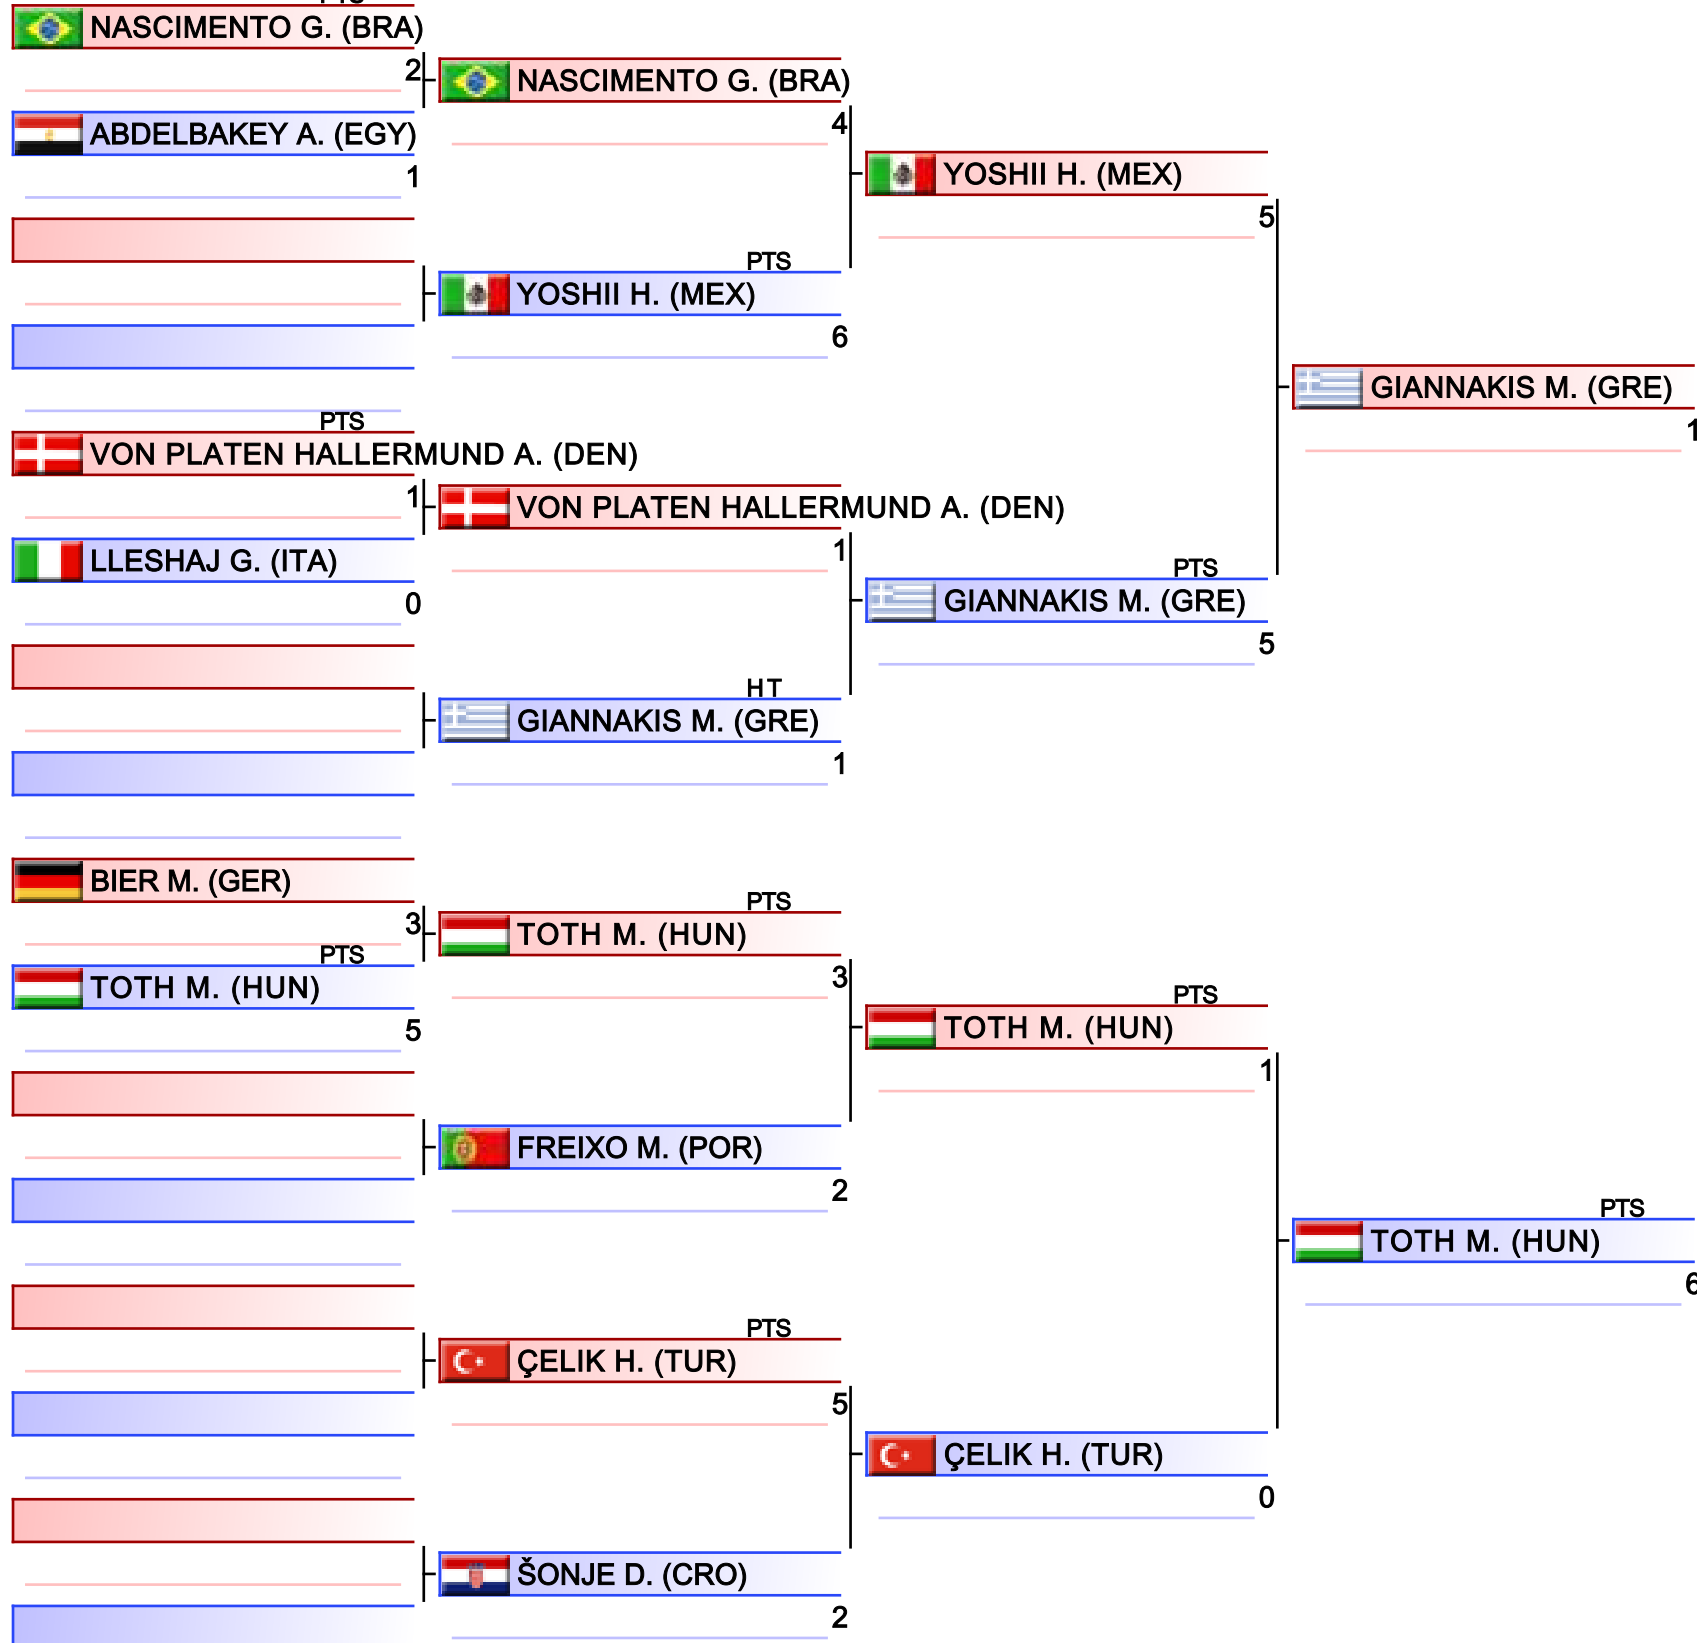 PTS
NASCIMENTO G. (BRA)
2
ABDELBAKEY A. (EGY)
1
PTS
VON PLATEN HALLERMUND A. (DEN)
1
LLESHAJ G. (ITA)
0
BIER M. (GER)
3
PTS
TOTH M. (HUN)
5
NASCIMENTO G. (BRA)
4
PTS
YOSHII H. (MEX)
6
VON PLATEN HALLERMUND A. (DEN)
1
HT
GIANNAKIS M. (GRE)
1
PTS
TOTH M. (HUN)
3
FREIXO M. (POR)
2
PTS
ÇELIK H. (TUR)
5
ŠONJE D. (CRO)
2
YOSHII H. (MEX)
5
PTS
GIANNAKIS M. (GRE)
5
PTS
TOTH M. (HUN)
1
ÇELIK H. (TUR)
0
GIANNAKIS M. (GRE)
1
PTS
TOTH M. (HUN)
6